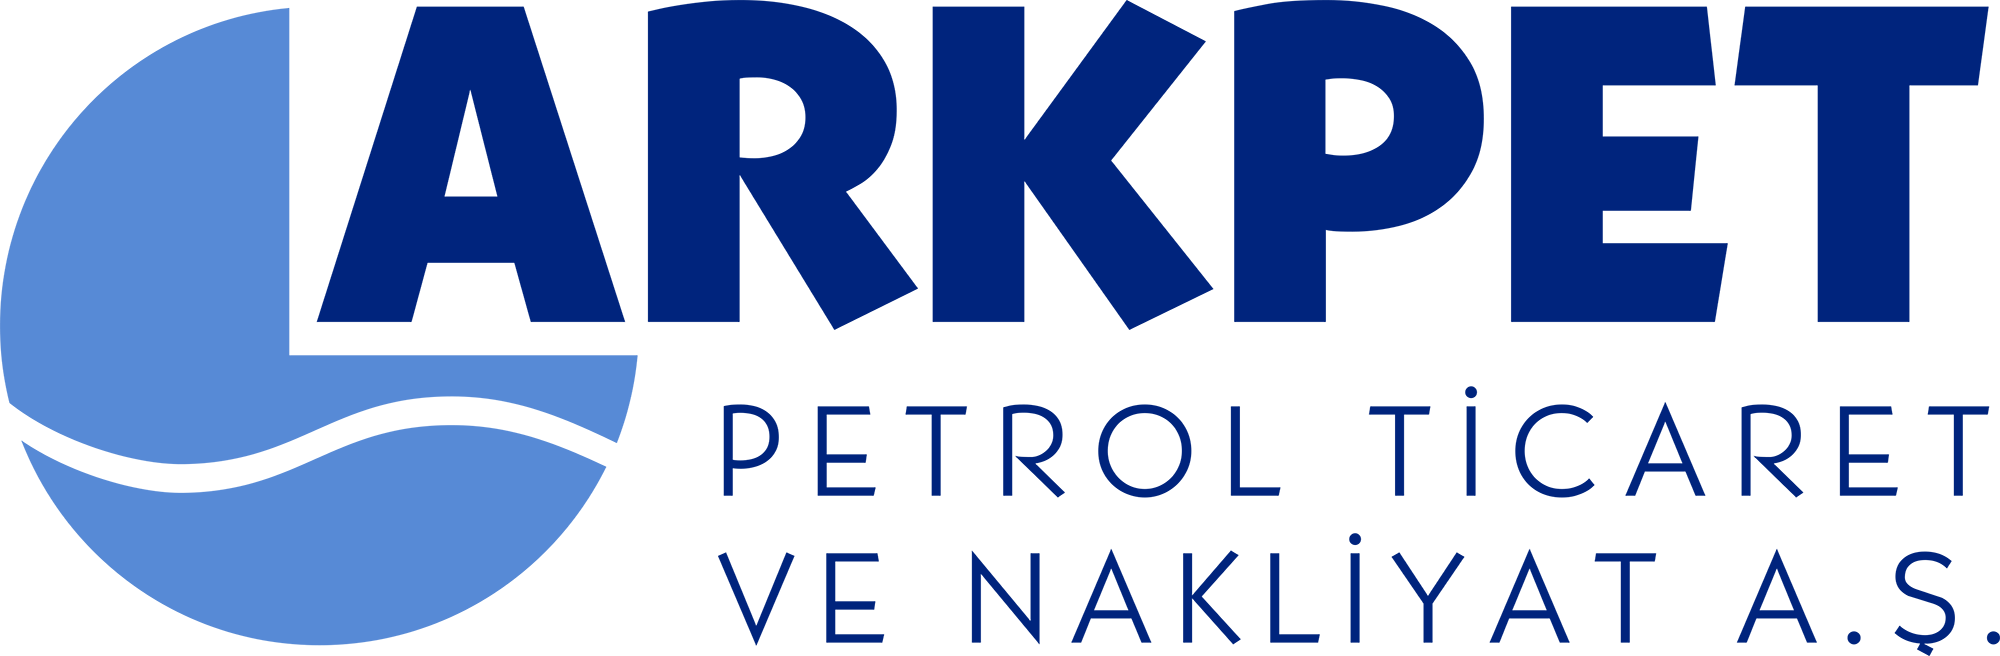 ARKPET
PETROL TİCARET
VE NAKLİYAT A.Ş.